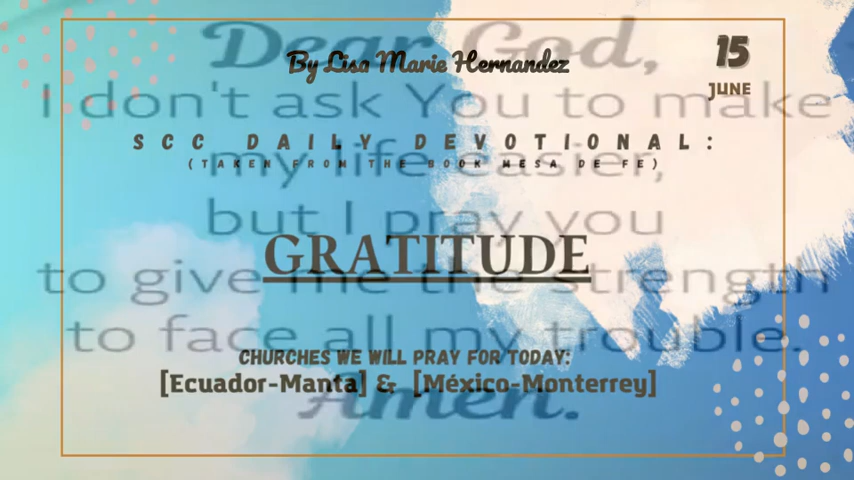 Dear God,
By Lisa Marie Hernandez
15
JUNE
I don't ask You to make
SCC DAILY DEVOTIONAL:
(TAKEN FROM THE BOOK MESA DE FE)
my life easier,
but I pray you
GRATITUDE
to give me the strength
to face all my trouble.
CHURCHES WE WILL PRAY FOR TODAY:
[Ecuador-Manta] & [México-Monterrey]
Amen.